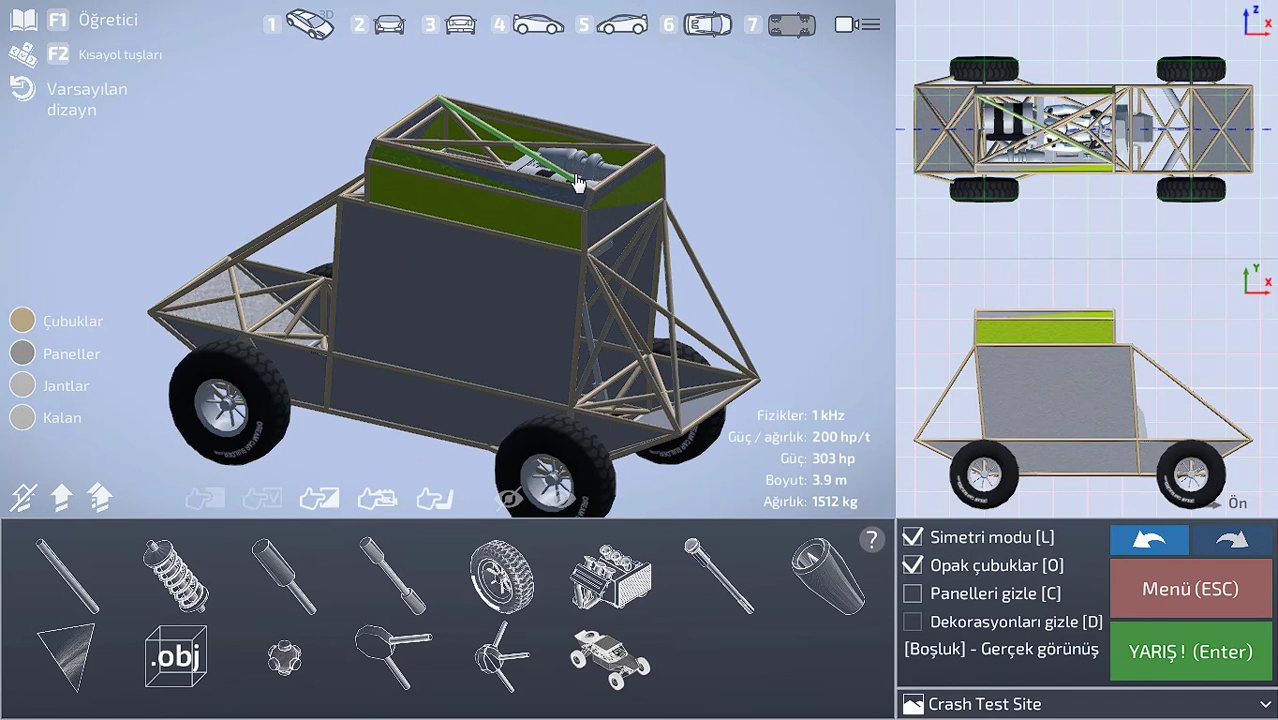 F1 Öğretici
F2 Kısayol tuşları
Varsayılan
dizayn
1 3D 2 3 4 5 6 7
Çubuklar
Paneller
Jantlar
Kalan
Fizikler: 1 kHz
Güç / ağırlık: 200 hp/t
Güç: 303 hp
Boyut: 3.9 m
Ağırlık: 1512 kg
Z
X
Y
X
Ön
.obj
?
Simetri modu [L]
Opak çubuklar [O]
Panelleri gizle [C]
Dekorasyonları gizle [D]
[Boşluk] - Gerçek görünüş
Menü (ESC)
YARIŞ! (Enter)
Crash Test Site